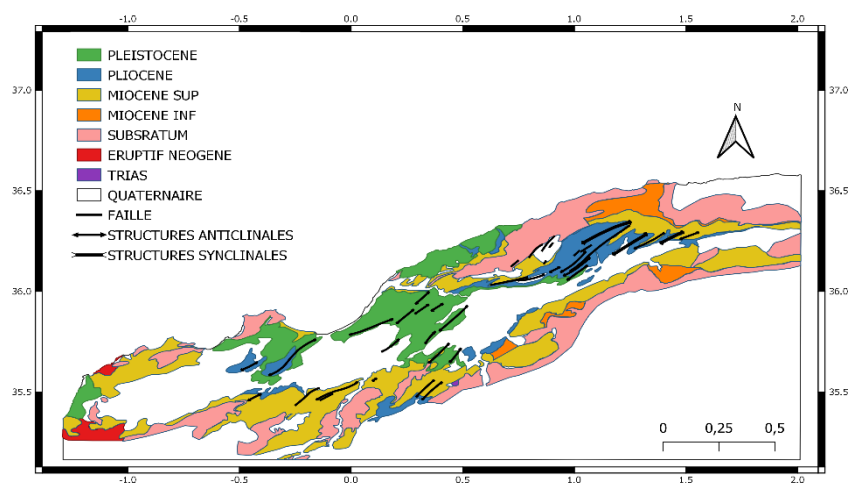 -1.0 -0.5 0.0 0.5 1.0 1.5 2.0
PLEISTOCENE
PLIOCENE
37.0 37.0
MIOCENE SUP
MIOCENE INF
N
SUBSRATUM
ERUPTIF NEOGENE
TRIAS
36.5 36.5
QUATERNAIRE
FAILLE
STRUCTURES ANTICLINALES
STRUCTURES SYNCLINALES
36.0 36.0
35.5 35.5
0 0,25 0,5
-1.0 -0.5 0.0 0.5 1.0 1.5 2.0